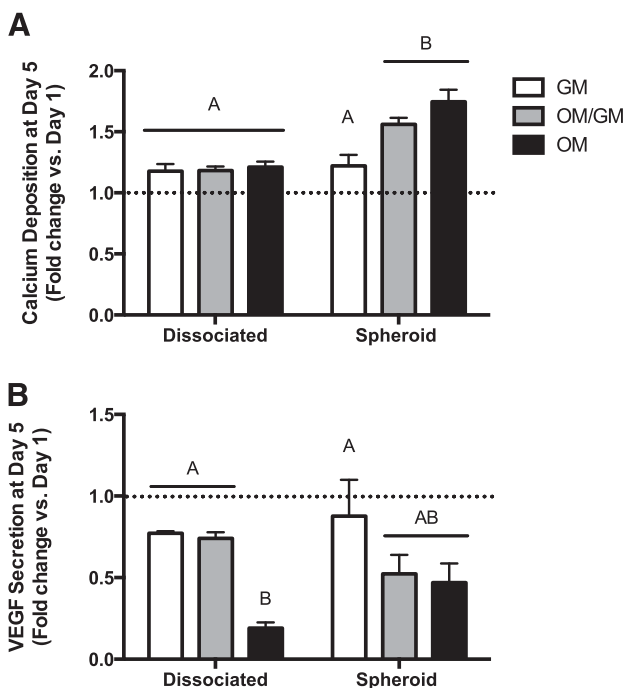 A
Calcium Deposition at Day 5
(Fold change vs. Day 1)
2.0
1.5
1.0
0.5
0.0
A
A
B
Dissociated
Spheroid
GM
OM/GM
OM
B
VEGF Secretion at Day 5
(Fold change vs. Day 1)
1.5
1.0
0.5
0.0
A
B
A
AB
Dissociated
Spheroid